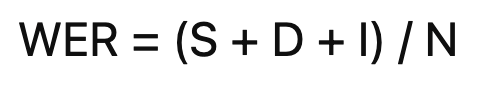 WER = (S + D + I) / N